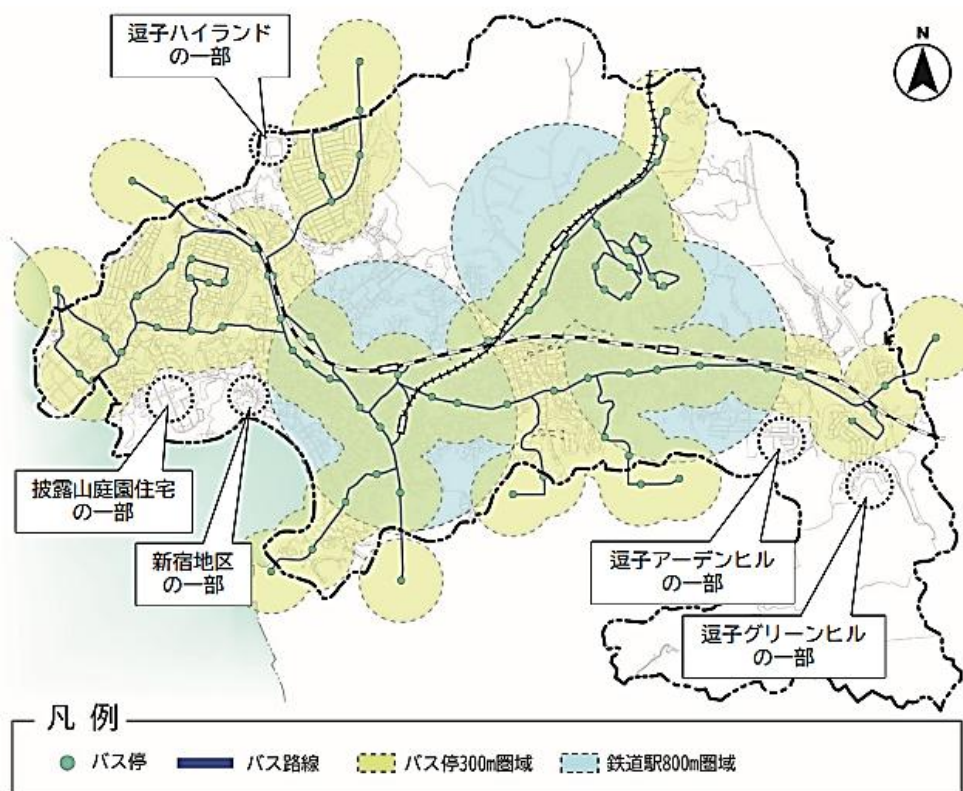 逗子ハイランド
の一部
N
披露山庭園住宅
の一部
新宿地区
の一部
逗子アーデンヒル
の一部
逗子グリーンヒル
の一部
凡 例
バス停
バス路線
バス停300m圏域
鉄道駅800m圏域